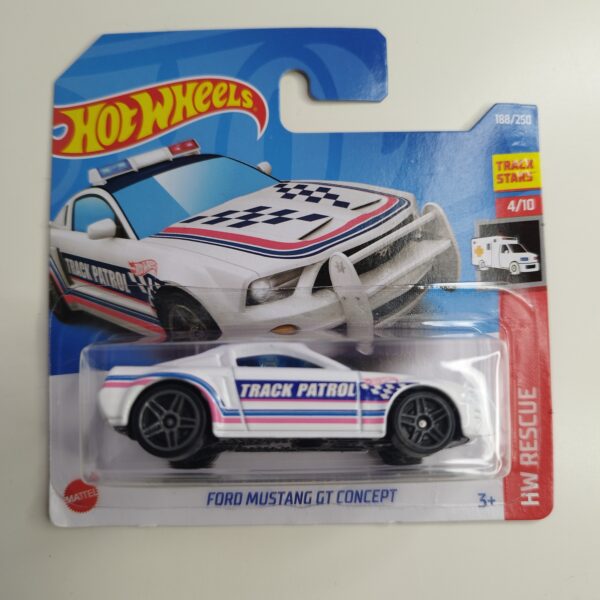 HOT WHEELS
188/250
TRACK
STARS
4/10
TRACK PATROL
TRACK PATROL
HW RESCUE
MATTEL
FORD MUSTANG GT CONCEPT
3+